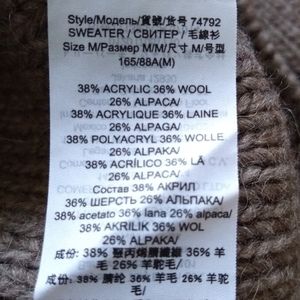 Style/Модель/貨號/货号 74792
SWEATER / СВИТЕР / 毛線衫
Size M/Размер M/M/尺寸 M/号型
165/88A(M)
38% ACRYLIC 36% WOOL
26% ALPACA/
38% ACRYLIQUE 36% LAINE
26% ALPAGA/
38% POLYACRYL 36% WOLLE
26% ALPAKA/
38% ACRÍLICO 36% LÃ
26% ALPACA/
Состав 38% АКРИЛ
36% ШЕРСТЬ 26% АЛЬПАКА/
38% acetato 36% lana 26% alpaca/
38% AKRILIK 36% WOL
26% ALPAKA/
成份: 38% 聚丙烯腈纖維 36% 羊
毛 26% 羊駝毛/
成份: 38% 腈纶 36% 羊毛 26% 羊驼
毛/